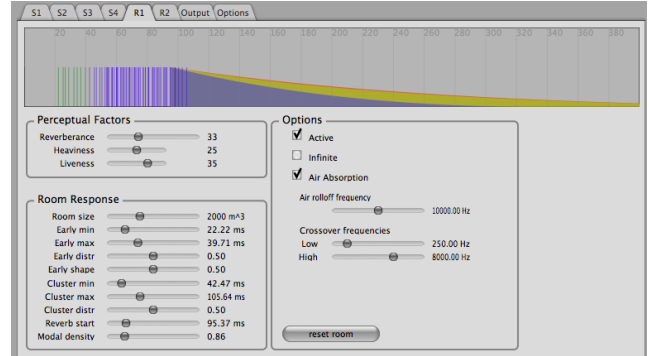 S1 S2 S3 S4 R1 R2 Output Options
20 40 60 80 100 120 140 160 180 200 220 240 260 280 300 320 340 360 380
Perceptual Factors
Reverberance 33
Heaviness 25
Liveness 35
Room Response
Room size 2000 m^3
Early min 22.22 ms
Early max 39.71 ms
Early distr 0.50
Early shape 0.50
Cluster min 42.47 ms
Cluster max 105.64 ms
Cluster distr 0.50
Reverb start 95.37 ms
Modal density 0.86
Options
Active
Infinite
Air Absorption
Air rolloff frequency
10000.00 Hz
Crossover frequencies
Low 250.00 Hz
High 8000.00 Hz
reset room